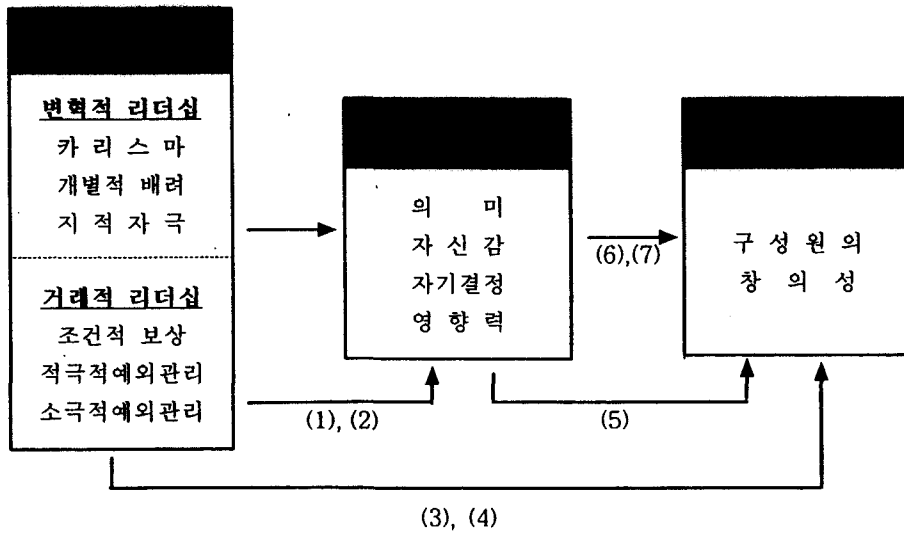 변혁적 리더십
카 리 스 마
개별적 배려
지 적 자 극
거래적 리더십
조건적 보상
적극적예외관리
소극적예외관리
의 미
자 신 감
자기결정
영 향 력
(6),(7)
구 성 원 의
창 의 성
(1), (2)
(5)
(3), (4)